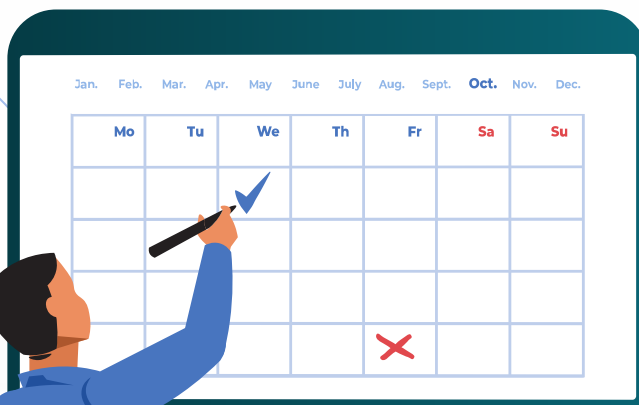 Jan. Feb. Mar. Apr. May June July Aug. Sept. Oct. Nov. Dec.
Mo Tu We Th Fr Sa Su